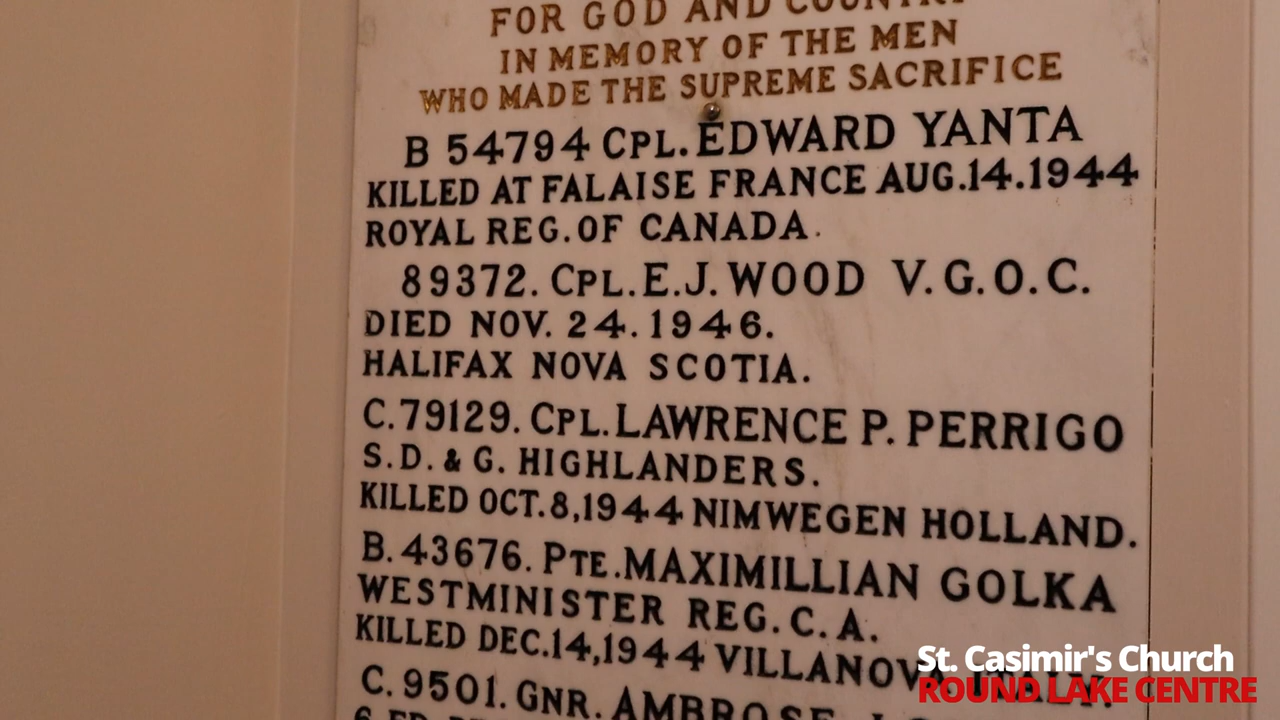 FOR GOD AND COUNTRY
IN MEMORY OF THE MEN
WHO MADE THE SUPREME SACRIFICE
B 54794 CPL. EDWARD YANTA
KILLED AT FALAISE FRANCE AUG.14.1944
ROYAL REG. OF CANADA.
89372. CPL. E.J. WOOD V.G.O.C.
DIED NOV. 24.1946.
HALIFAX NOVA SCOTIA.
C.79129. CPL. LAWRENCE P. PERRIGO
S.D. & G. HIGHLANDERS.
KILLED OCT.8,1944 NIMWEGEN HOLLAND.
B.43676. PTE. MAXIMILLIAN GOLKA
WESTMINISTER REG. C.A.
KILLED DEC.14,1944 VILLANOVA ITALY.
C.9501. GNR. AMBROSE
St. Casimir's Church
ROUND LAKE CENTRE